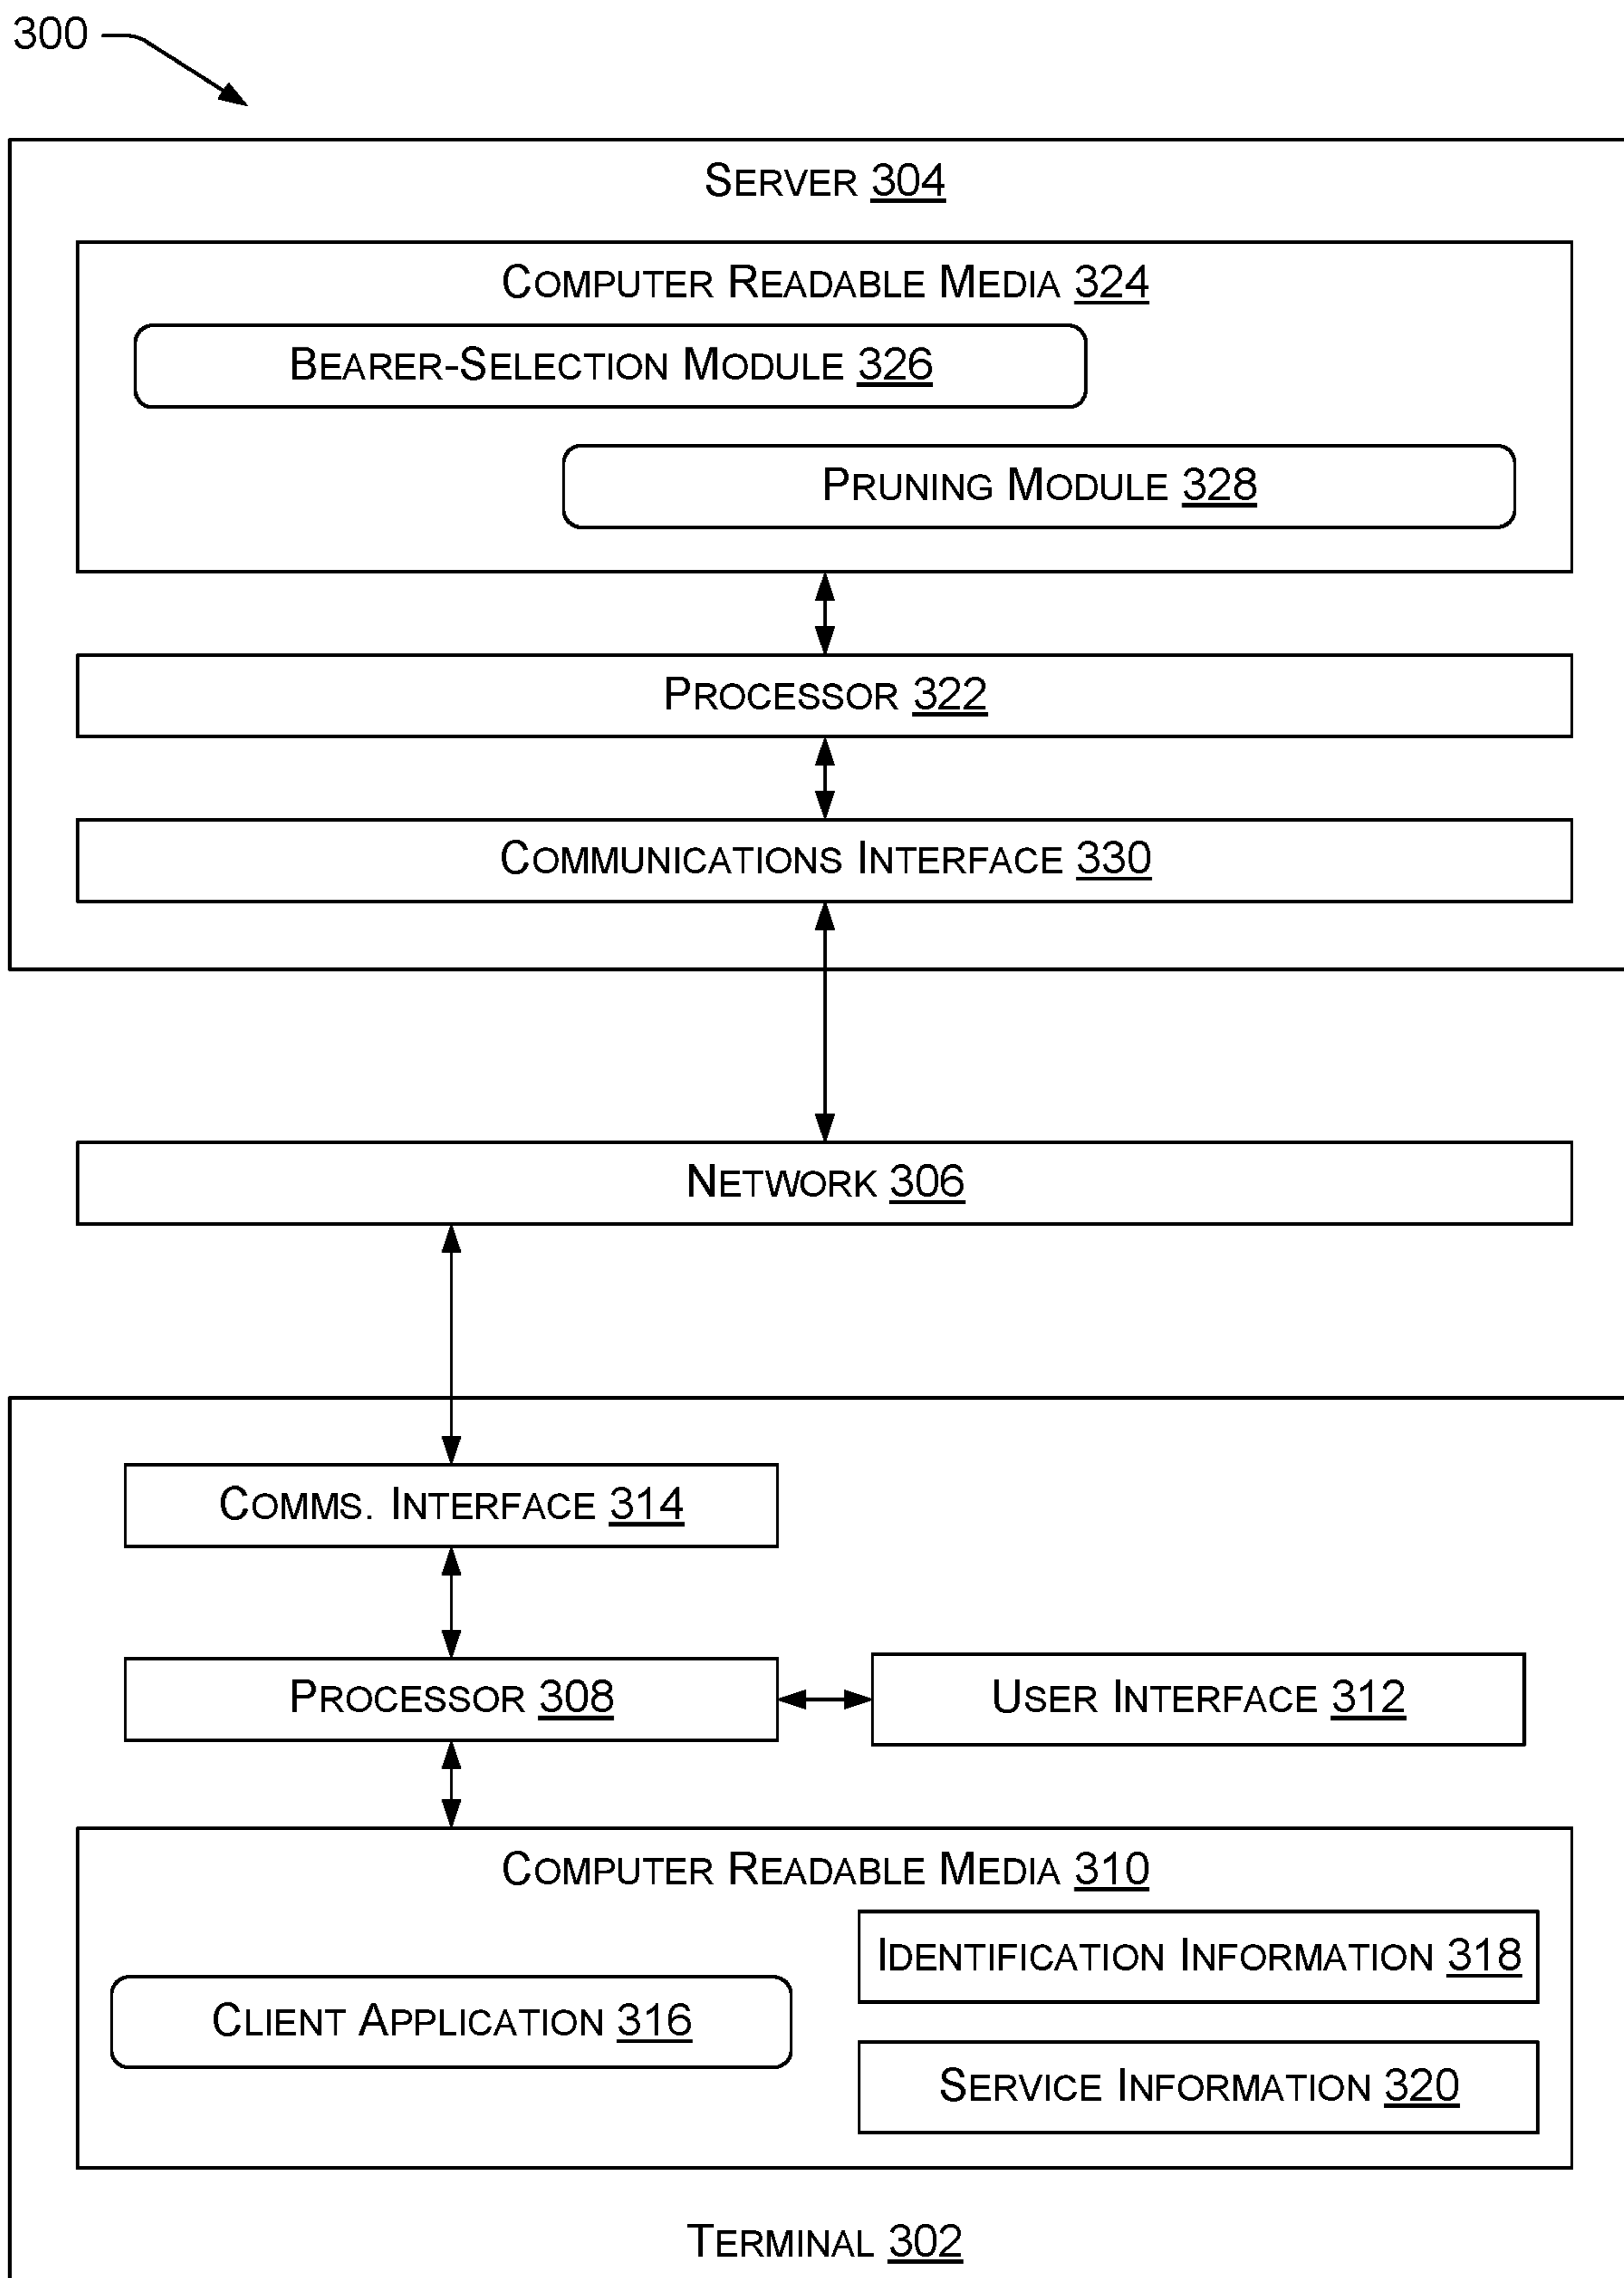 300
SERVER 304
COMPUTER READABLE MEDIA 324
BEARER-SELECTION MODULE 326
PRUNING MODULE 328
PROCESSOR 322
COMMUNICATIONS INTERFACE 330
NETWORK 306
COMMS. INTERFACE 314
PROCESSOR 308
USER INTERFACE 312
COMPUTER READABLE MEDIA 310
IDENTIFICATION INFORMATION 318
CLIENT APPLICATION 316
SERVICE INFORMATION 320
TERMINAL 302